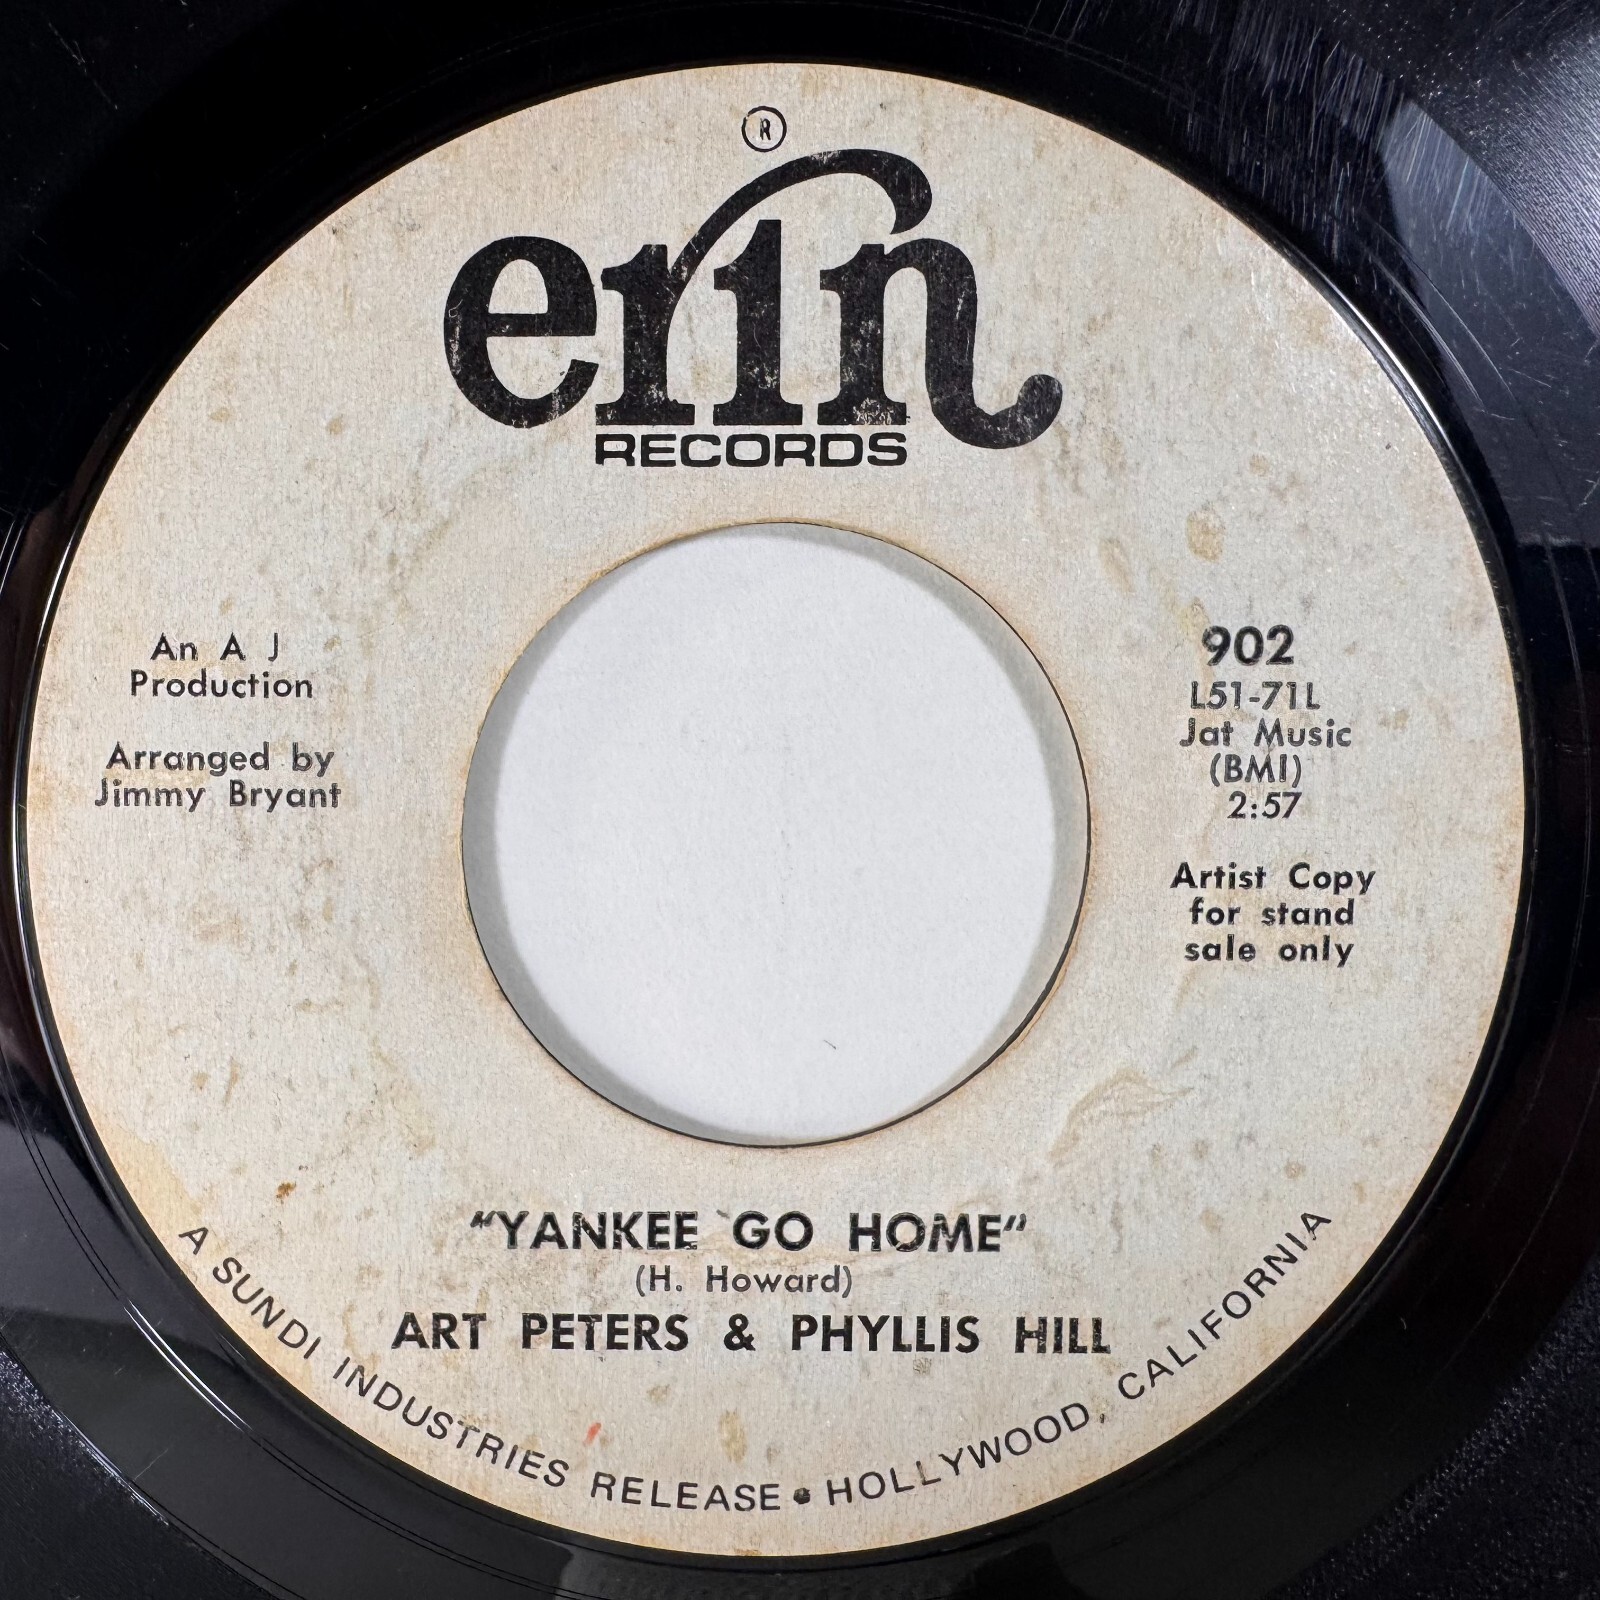 ®
erin
RECORDS
An A J
Production
Arranged by
Jimmy Bryant
902
L51-71L
Jat Music
(BMI)
2:57
Artist Copy
for stand
sale only
"YANKEE GO HOME"
(H. Howard)
ART PETERS & PHYLLIS HILL
A SUNDI INDUSTRIES RELEASE • HOLLYWOOD, CALIFORNIA